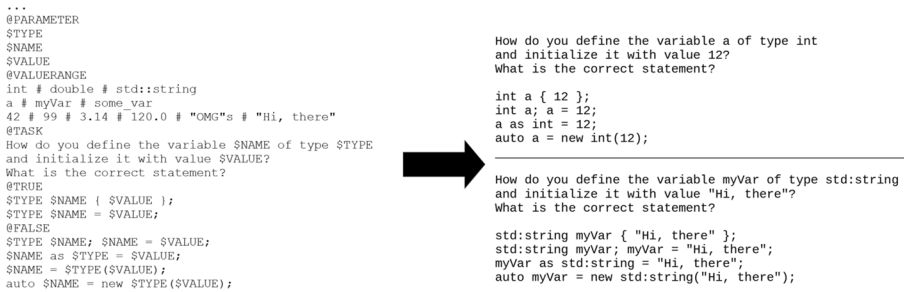 ...
@PARAMETER
$TYPE
$NAME
$VALUE
@VALUERANGE
int # double # std::string
a # myVar # some_var
42 # 99 # 3.14 # 120.0 # "OMG"s # "Hi, there"
@TASK
How do you define the variable $NAME of type $TYPE
and initialize it with value $VALUE?
What is the correct statement?
@TRUE
$TYPE $NAME { $VALUE };
$TYPE $NAME = $VALUE;
@FALSE
$TYPE $NAME; $NAME = $VALUE;
$NAME as $TYPE = $VALUE;
$NAME = $TYPE($VALUE);
auto $NAME = new $TYPE($VALUE);
How do you define the variable a of type int
and initialize it with value 12?
What is the correct statement?
int a { 12 };
int a; a = 12;
a as int = 12;
auto a = new int(12);
How do you define the variable myVar of type std:string
and initialize it with value "Hi, there"?
What is the correct statement?
std:string myVar { "Hi, there" };
std:string myVar; myVar = "Hi, there";
myVar as std:string = "Hi, there";
auto myVar = new std:string("Hi, there");